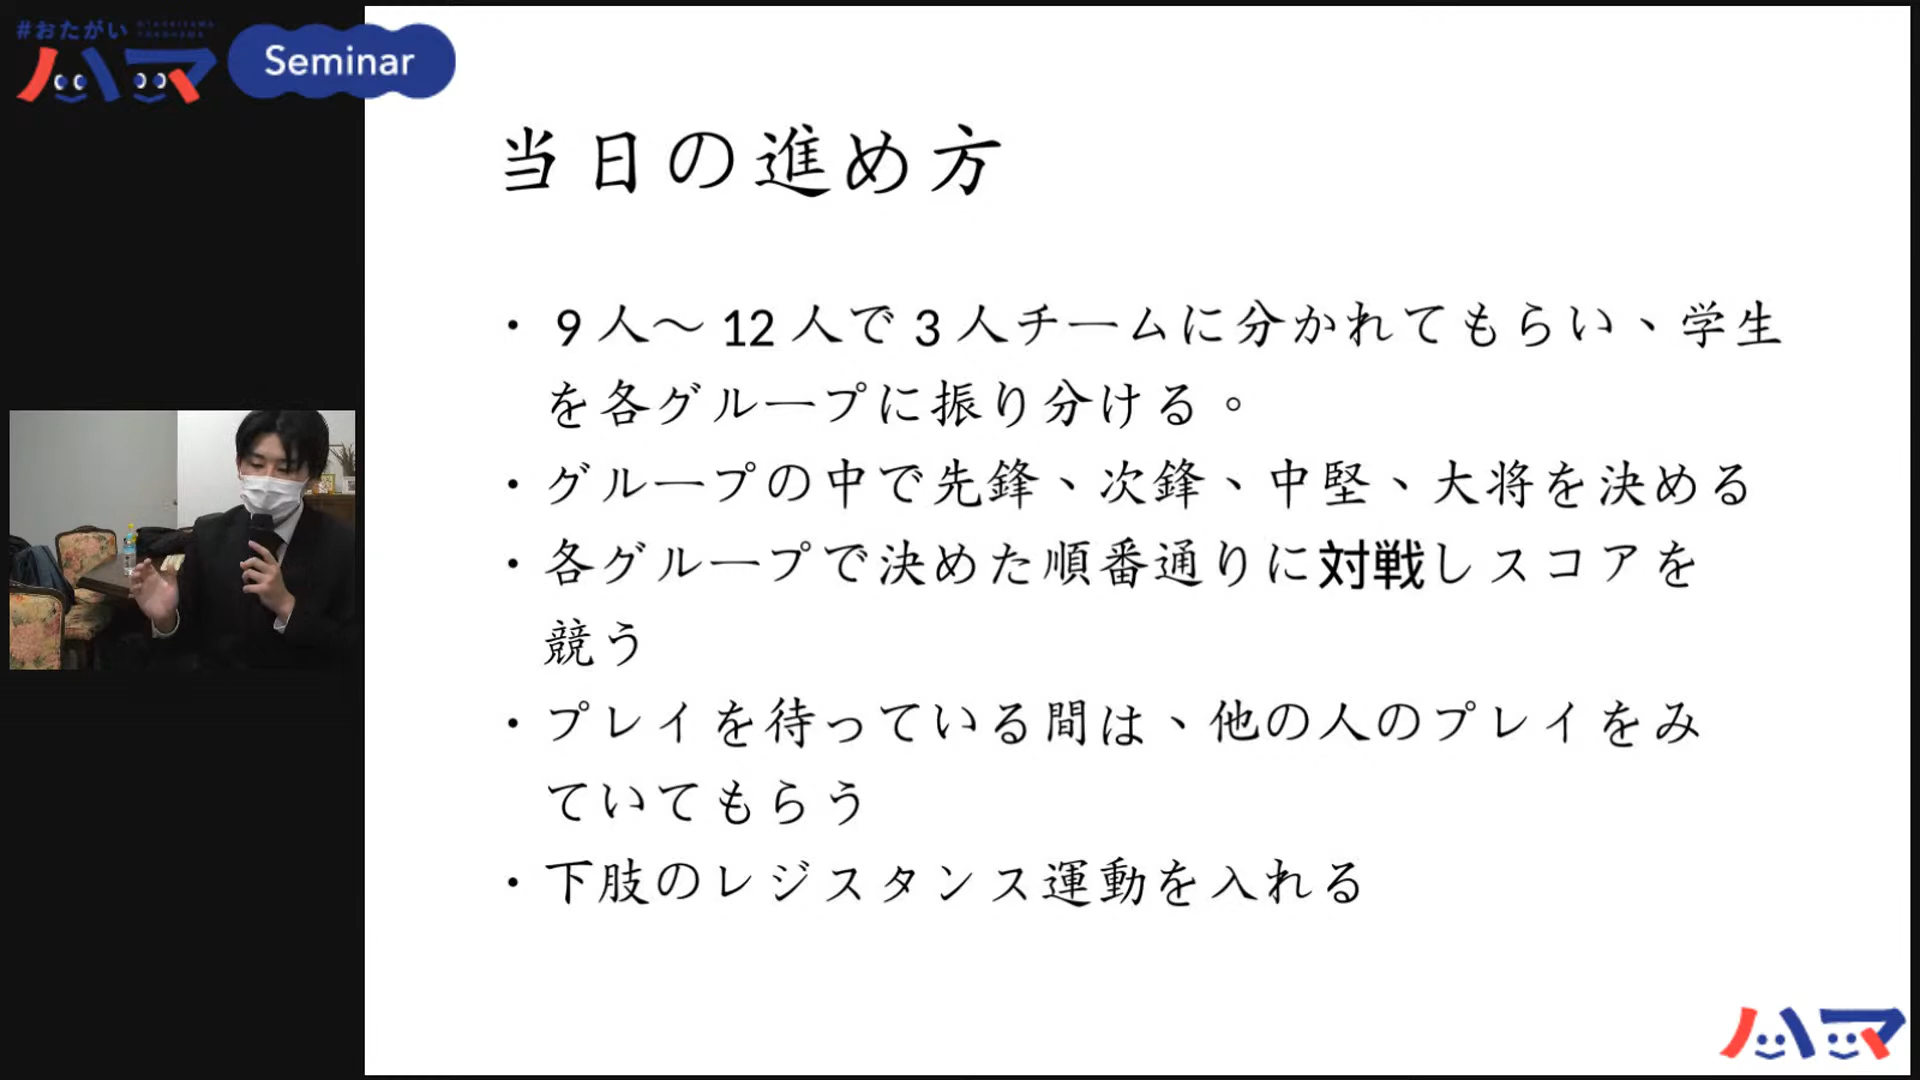 #おたがい
ハマ
Seminar
当日の進め方
・9人～12人で3人チームに分かれてもらい、学生
を各グループに振り分ける。
・グループの中で先鋒、次鋒、中堅、大将を決める
・各グループで決めた順番通りに対戦しスコアを
競う
・プレイを待っている間は、他の人のプレイをみ
ていてもらう
・下肢のレジスタンス運動を入れる
ハマ